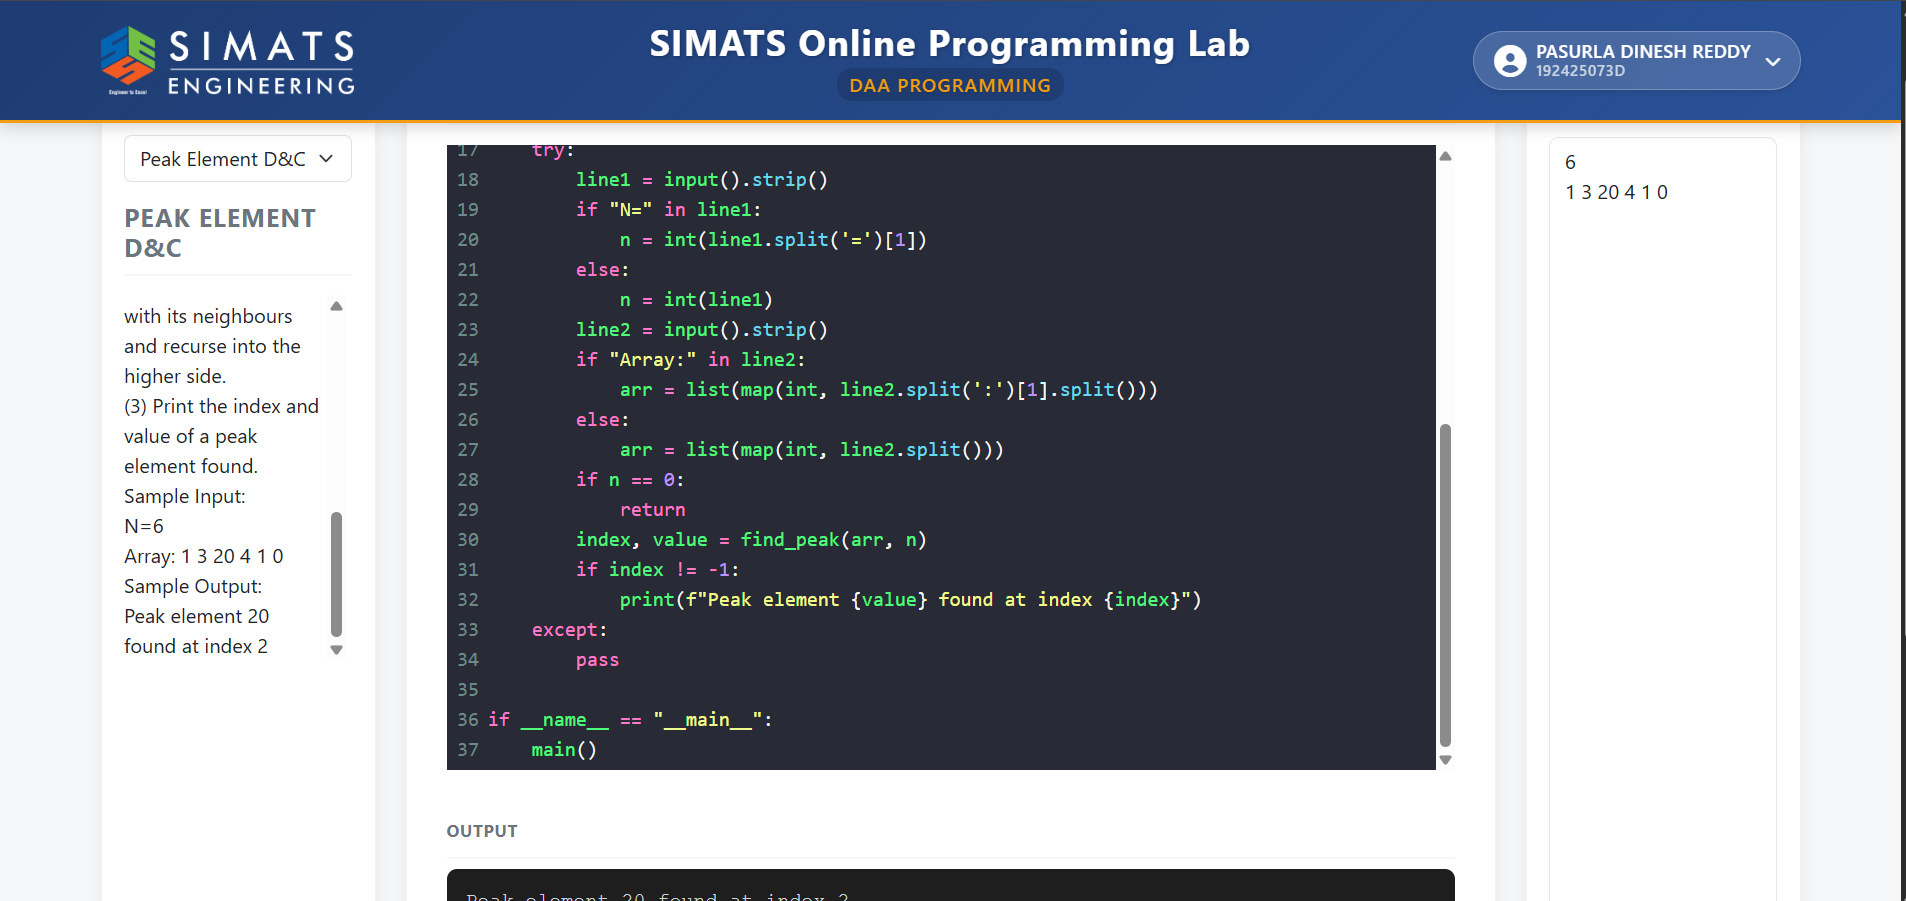 SIMATS
ENGINEERING
Engineer to Excel
SIMATS Online Programming Lab
DAA PROGRAMMING
PASURLA DINESH REDDY
192425073D
Peak Element D&C
PEAK ELEMENT
D&C
with its neighbours
and recurse into the
higher side.
(3) Print the index and
value of a peak
element found.
Sample Input:
N=6
Array: 1 3 20 4 1 0
Sample Output:
Peak element 20
found at index 2
17     try:
18         line1 = input().strip()
19         if "N=" in line1:
20             n = int(line1.split('=')[1])
21         else:
22             n = int(line1)
23         line2 = input().strip()
24         if "Array:" in line2:
25             arr = list(map(int, line2.split(':')[1].split()))
26         else:
27             arr = list(map(int, line2.split()))
28         if n == 0:
29             return
30         index, value = find_peak(arr, n)
31         if index != -1:
32             print(f"Peak element {value} found at index {index}")
33     except:
34         pass
35
36 if __name__ == "__main__":
37     main()
OUTPUT
Peak element 20 found at index 2
6
1 3 20 4 1 0